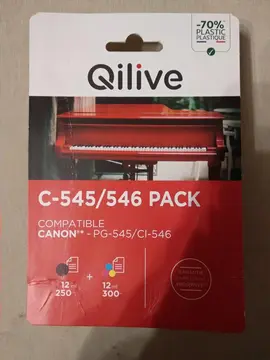 -70%
PLASTIC
PLASTIQUE
Qilive
C-545/546 PACK
COMPATIBLE
CANON** - PG-545/CI-546
12 ml
250
+
12 ml
300